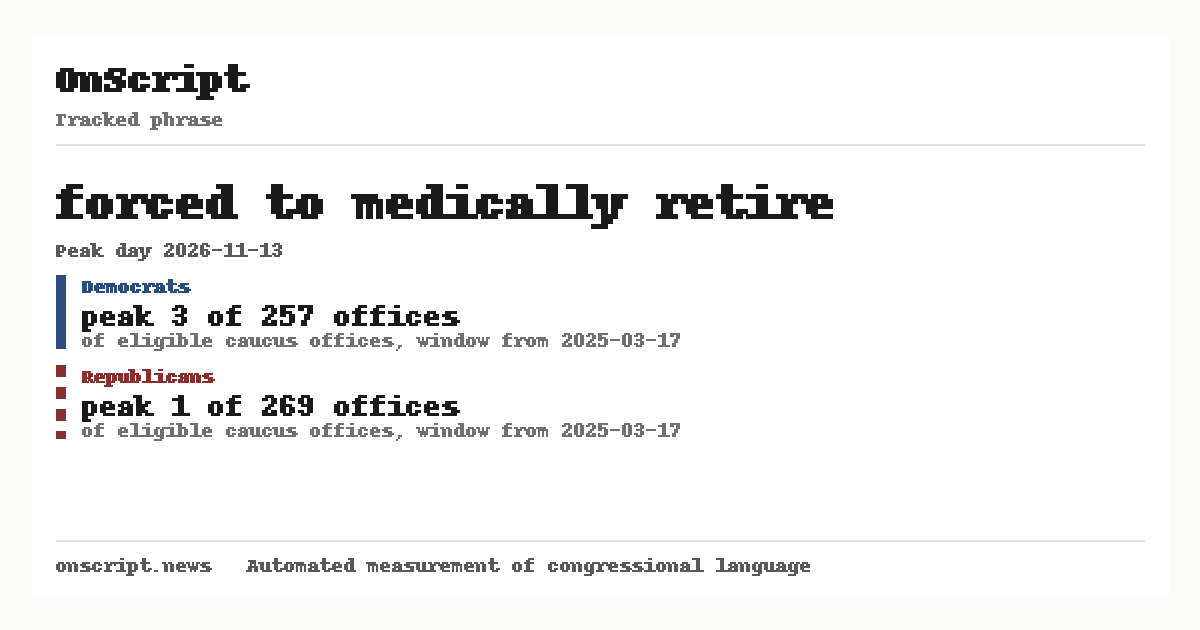 OnScript
Tracked phrase
forced to medically retire
Peak day 2026-11-13
Democrats
peak 3 of 257 offices
of eligible caucus offices, window from 2025-03-17
Republicans
peak 1 of 269 offices
of eligible caucus offices, window from 2025-03-17
onscript.news Automated measurement of congressional language